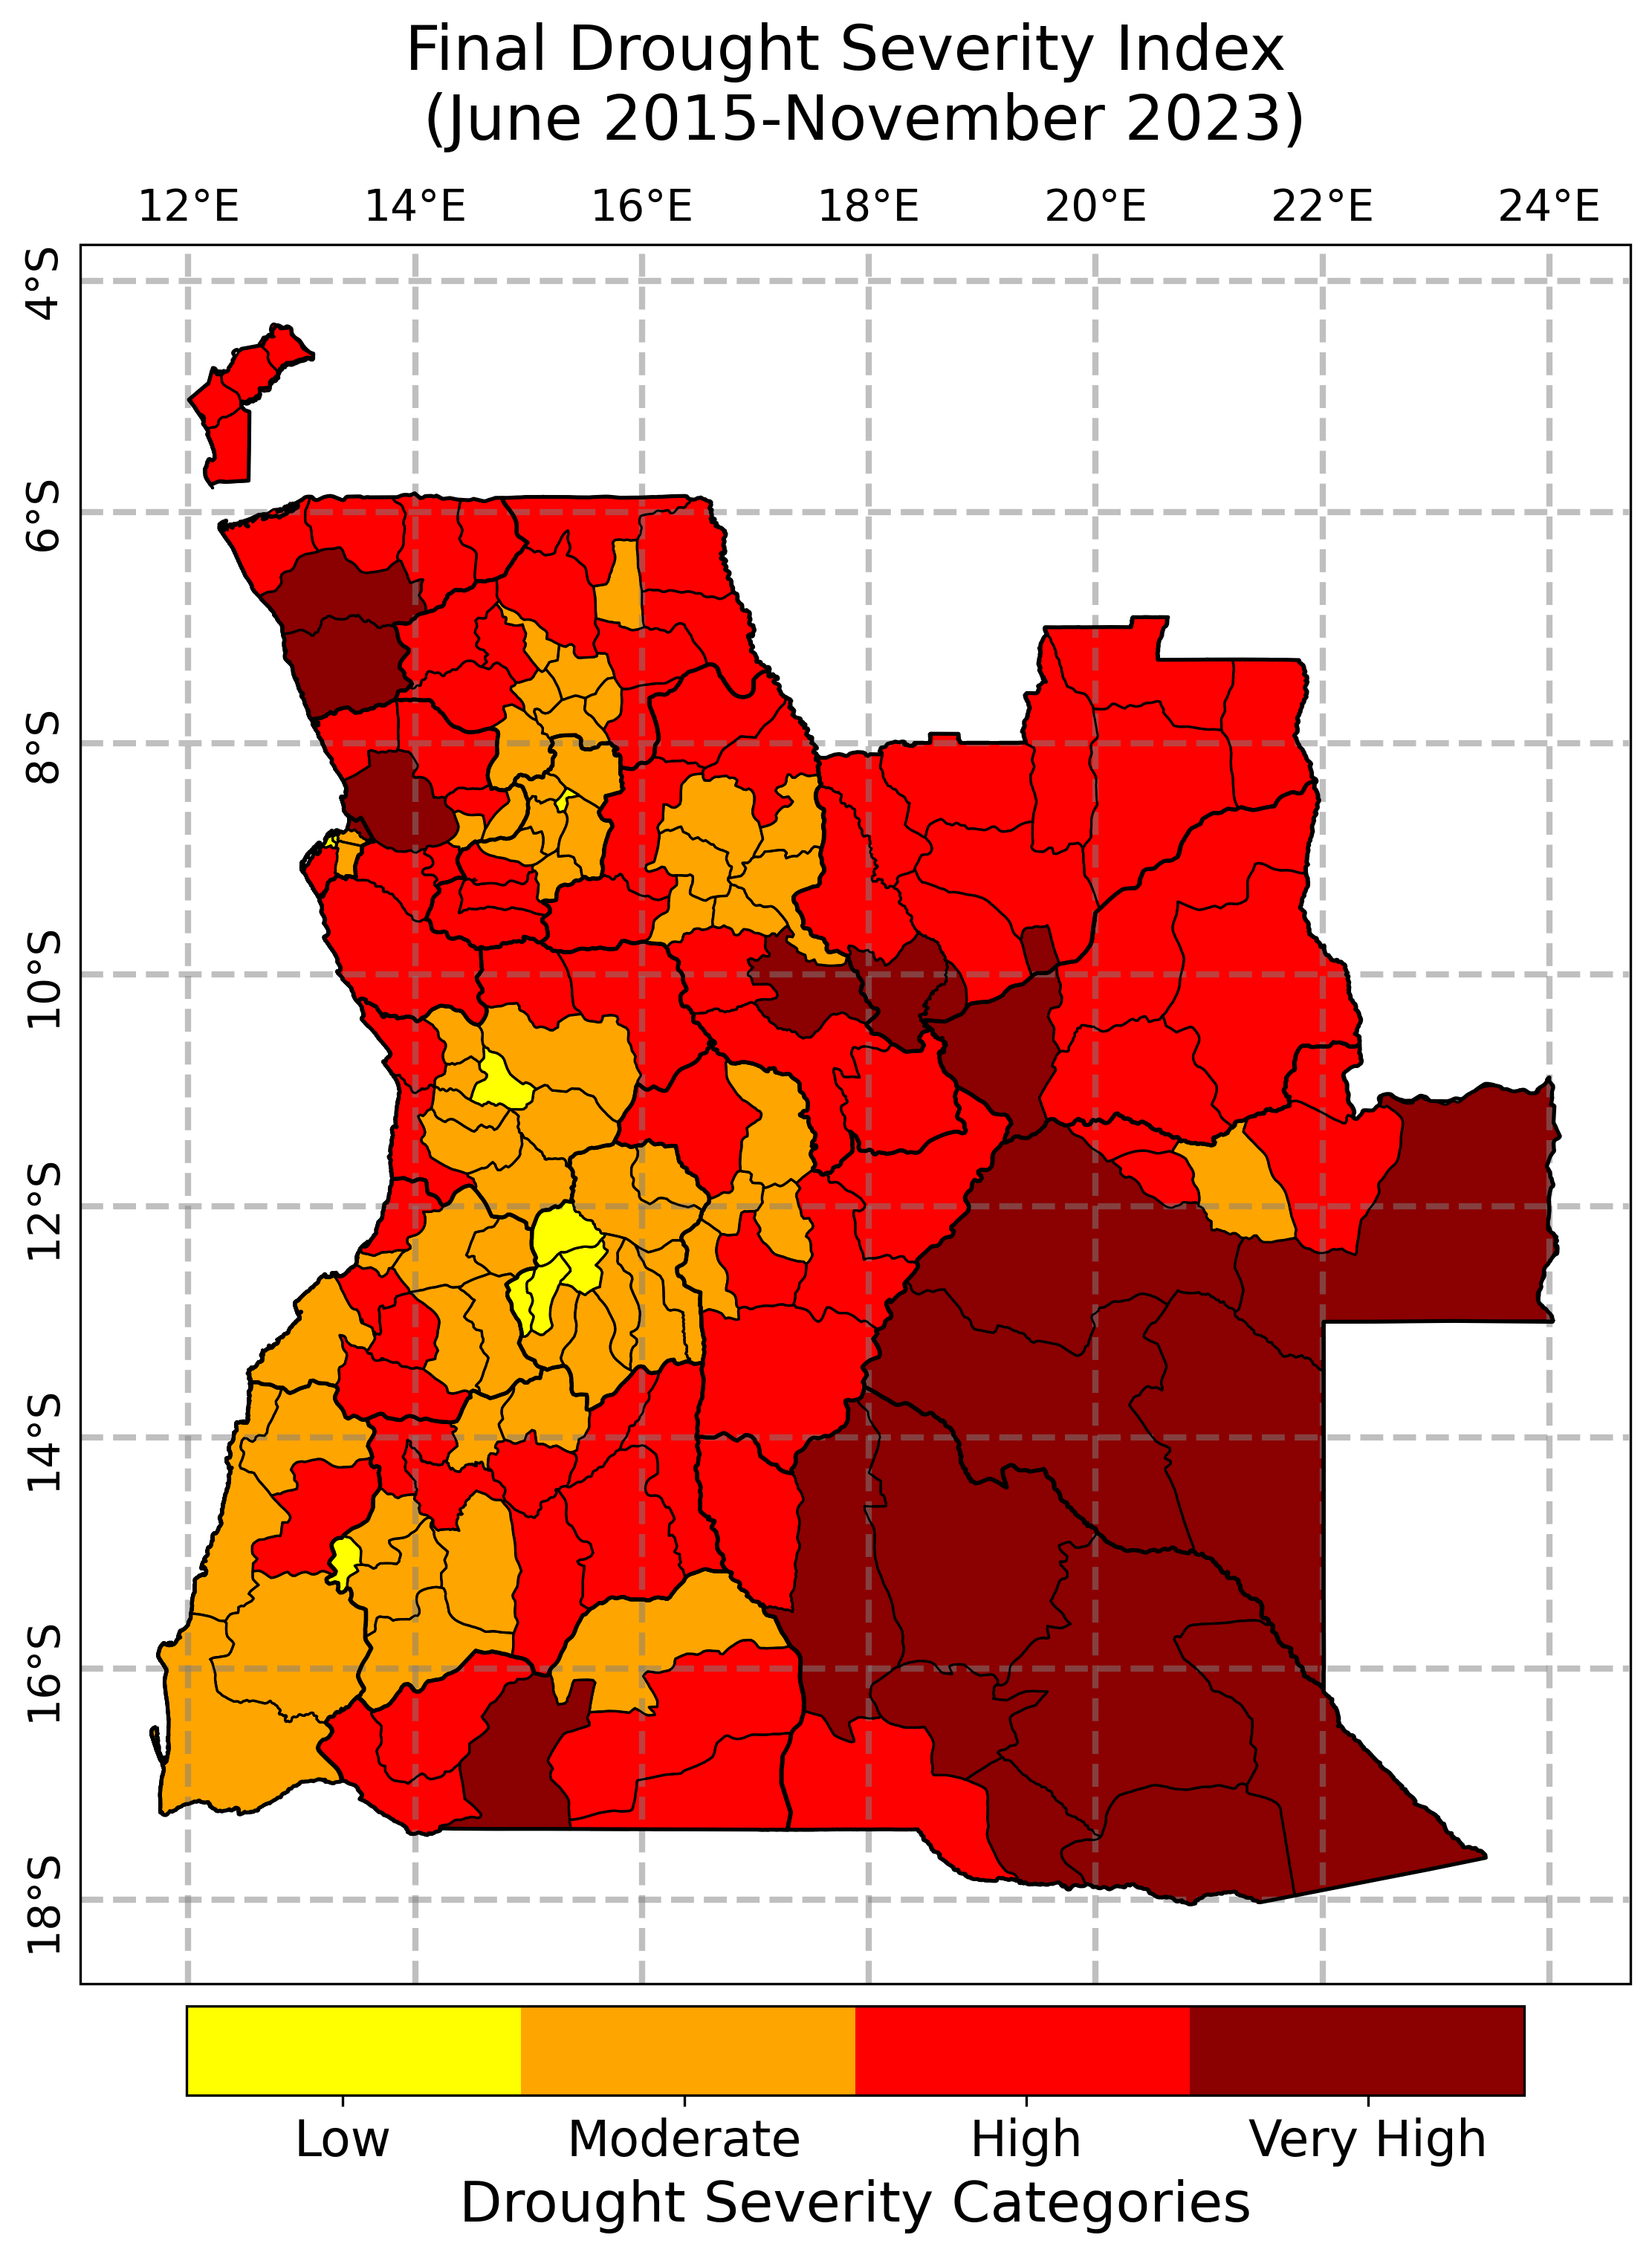 Final Drought Severity Index
(June 2015-November 2023)
12°E 14°E 16°E 18°E 20°E 22°E 24°E
4°S
6°S
8°S
10°S
12°S
14°S
16°S
18°S
Low Moderate High Very High
Drought Severity Categories